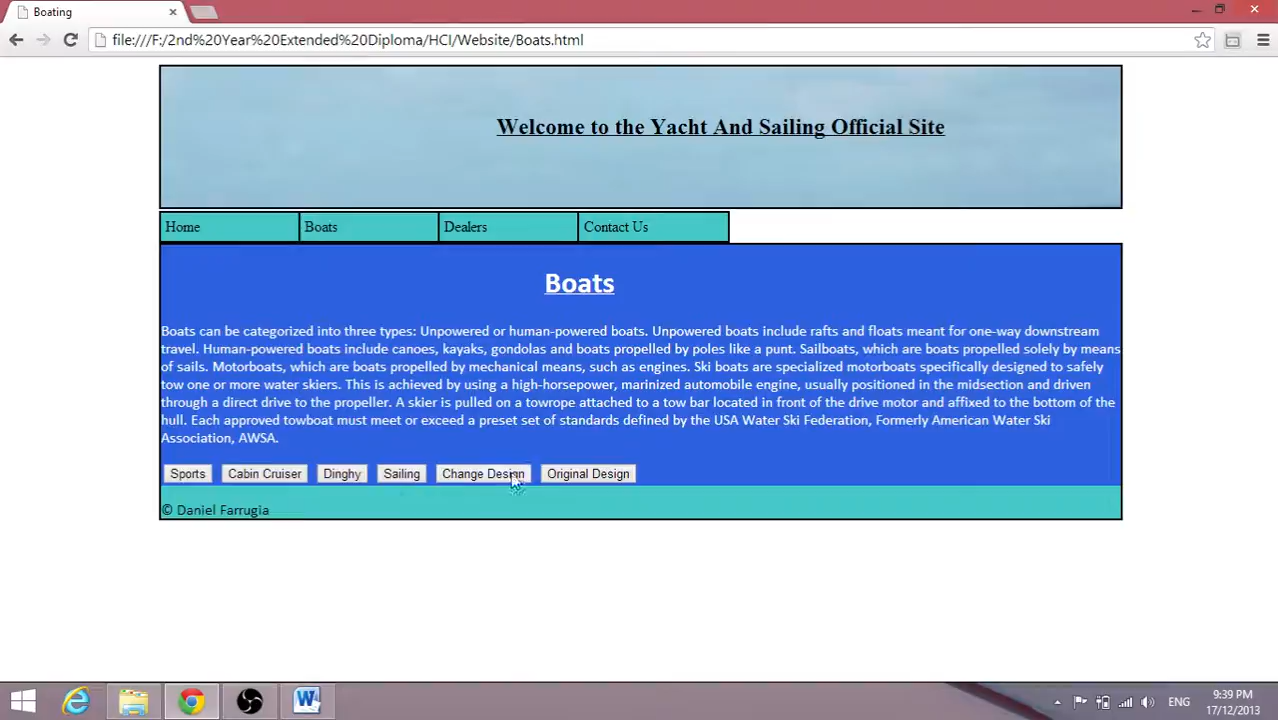 Boating
file:///F:/2nd%20Year%20Extended%20Diploma/HCI/Website/Boats.html
Welcome to the Yacht And Sailing Official Site
Home Boats Dealers Contact Us
Boats
Boats can be categorized into three types: Unpowered or human-powered boats. Unpowered boats include rafts and floats meant for one-way downstream
travel. Human-powered boats include canoes, kayaks, gondolas and boats propelled by poles like a punt. Sailboats, which are boats propelled solely by means
of sails. Motorboats, which are boats propelled by mechanical means, such as engines. Ski boats are specialized motorboats specifically designed to safely
tow one or more water skiers. This is achieved by using a high-horsepower, marinized automobile engine, usually positioned in the midsection and driven
through a direct drive to the propeller. A skier is pulled on a towrope attached to a tow bar located in front of the drive motor and affixed to the bottom of the
hull. Each approved towboat must meet or exceed a preset set of standards defined by the USA Water Ski Federation, Formerly American Water Ski
Association, AWSA.
Sports Cabin Cruiser Dinghy Sailing Change Design Original Design
© Daniel Farrugia
ENG
9:39 PM
17/12/2013